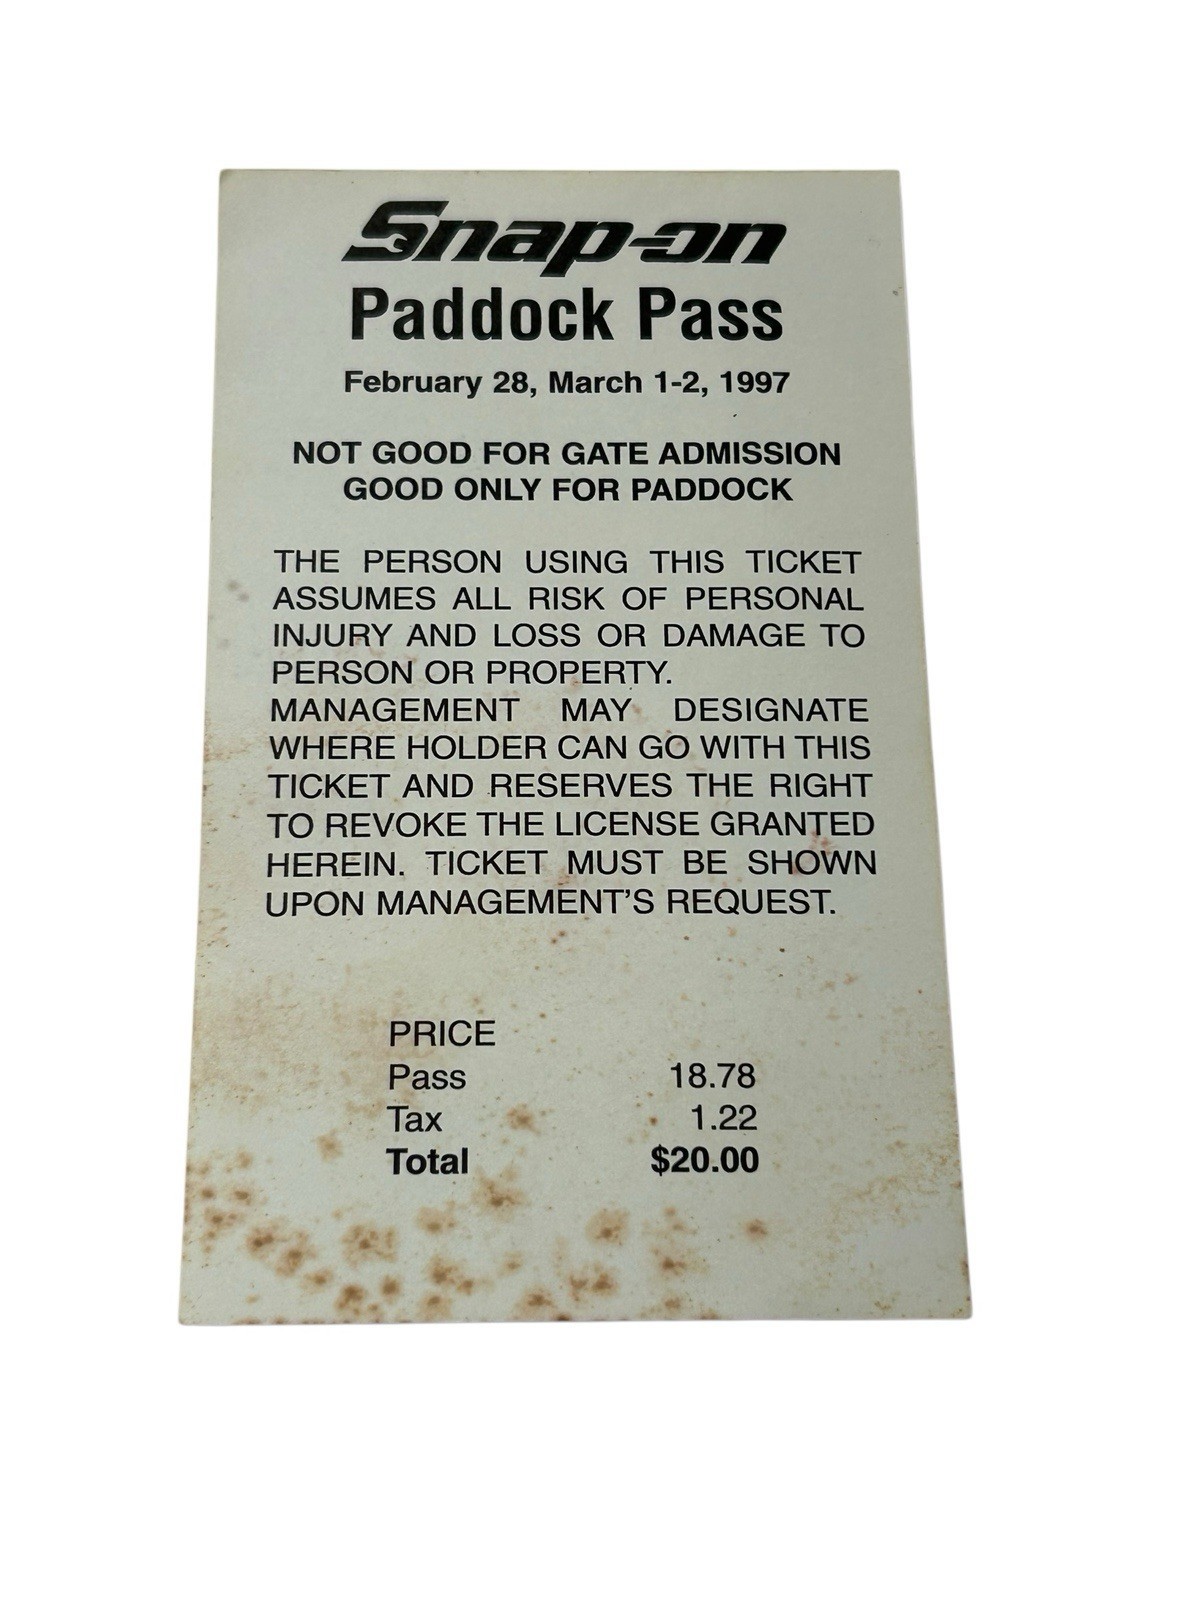 Snap-on
Paddock Pass
February 28, March 1-2, 1997
NOT GOOD FOR GATE ADMISSION
GOOD ONLY FOR PADDOCK
THE PERSON USING THIS TICKET
ASSUMES ALL RISK OF PERSONAL
INJURY AND LOSS OR DAMAGE TO
PERSON OR PROPERTY.
MANAGEMENT MAY DESIGNATE
WHERE HOLDER CAN GO WITH THIS
TICKET AND RESERVES THE RIGHT
TO REVOKE THE LICENSE GRANTED
HEREIN. TICKET MUST BE SHOWN
UPON MANAGEMENT'S REQUEST.
PRICE
Pass 18.78
Tax 1.22
Total $20.00